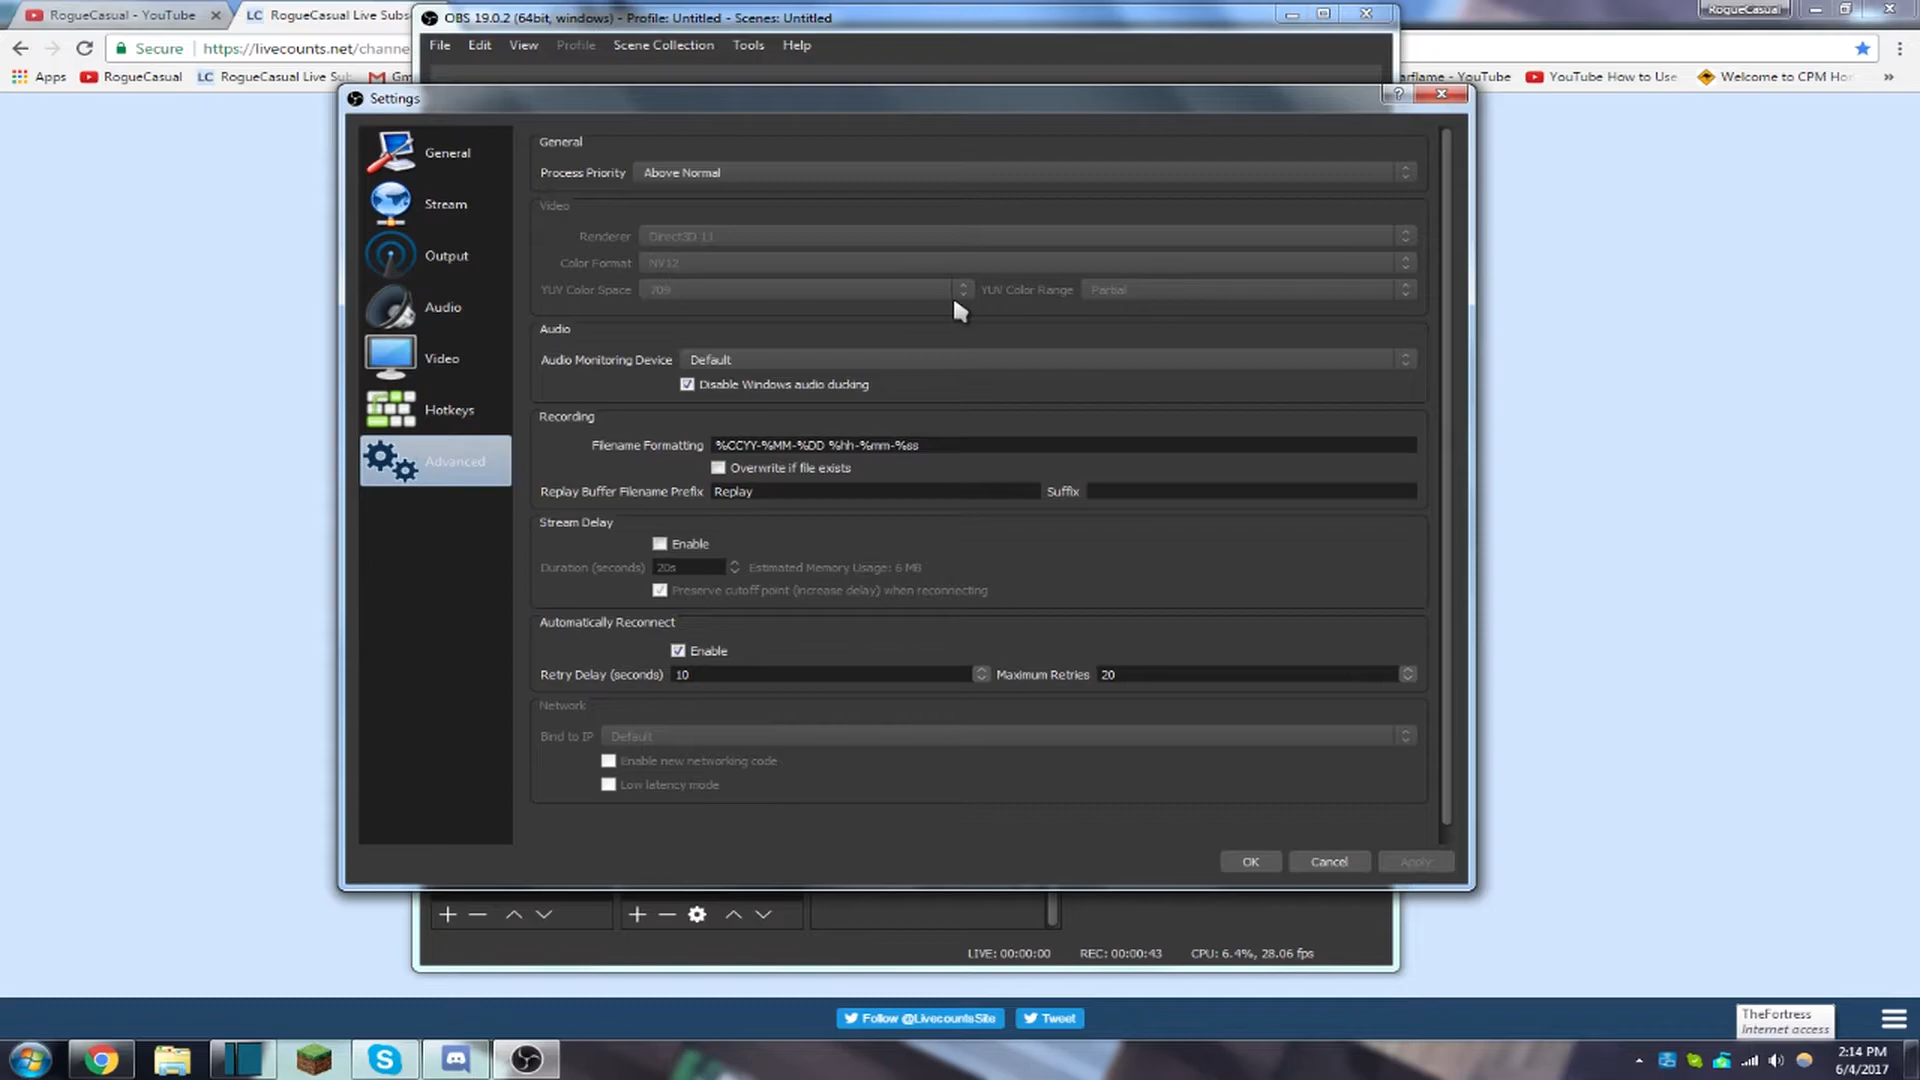 RogueCasual - YouTube
RogueCasual Live Subs
OBS 19.0.2 (64bit, windows) - Profile: Untitled - Scenes: Untitled
RogueCasual
Secure
https://livecounts.net/channe
File Edit View Profile Scene Collection Tools Help
Apps
RogueCasual
RogueCasual Live Sub
Gm
arflame - YouTube
YouTube How to Use
Welcome to CPM Hor
Settings
General
Stream
Output
Audio
Video
Hotkeys
Advanced
General
Process Priority Above Normal
Video
Renderer Direct3D 11
Color Format NV12
YUV Color Space 709 YUV Color Range Partial
Audio
Audio Monitoring Device Default
Disable Windows audio ducking
Recording
Filename Formatting %CCYY-%MM-%DD %hh-%mm-%ss
Overwrite if file exists
Replay Buffer Filename Prefix Replay Suffix
Stream Delay
Enable
Duration (seconds) 20s Estimated Memory Usage: 6 MB
Preserve cutoff point (increase delay) when reconnecting
Automatically Reconnect
Enable
Retry Delay (seconds) 10 Maximum Retries 20
Network
Bind to IP Default
Enable new networking code
Low latency mode
OK Cancel Apply
LIVE: 00:00:00 REC: 00:00:43 CPU: 6.4%, 28.06 fps
Follow @LivecountsSite
Tweet
TheFortress
Internet access
2:14 PM
6/4/2017